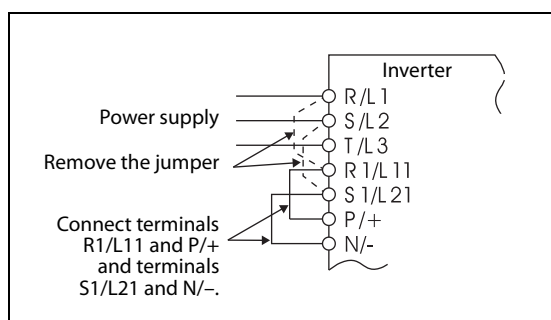 Inverter
R/L1
Power supply
S/L2
T/L3
Remove the jumper
R1/L11
S1/L21
P/+
N/-
Connect terminals
R1/L11 and P/+
and terminals
S1/L21 and N/–.